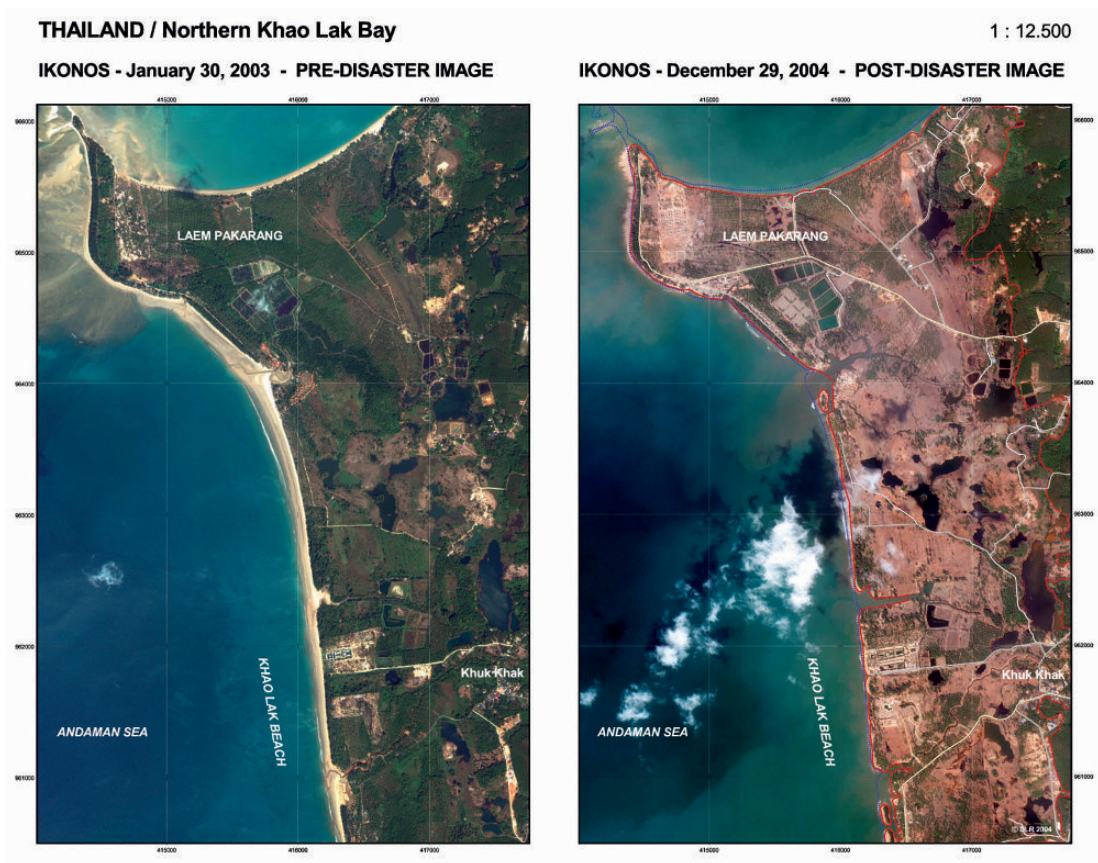 THAILAND / Northern Khao Lak Bay
1 : 12.500
IKONOS - January 30, 2003 - PRE-DISASTER IMAGE
IKONOS - December 29, 2004 - POST-DISASTER IMAGE
415000 416000 417000
415000 416000 417000
966000
966000
LAEM PAKARANG
LAEM PAKARANG
965000
965000
964000
964000
963000
963000
962000
962000
KHAO LAK BEACH
KHAO LAK BEACH
Khuk Khak
Khuk Khak
ANDAMAN SEA
ANDAMAN SEA
961000
961000
© DLR 2004
415000 416000 417000
415000 416000 417000